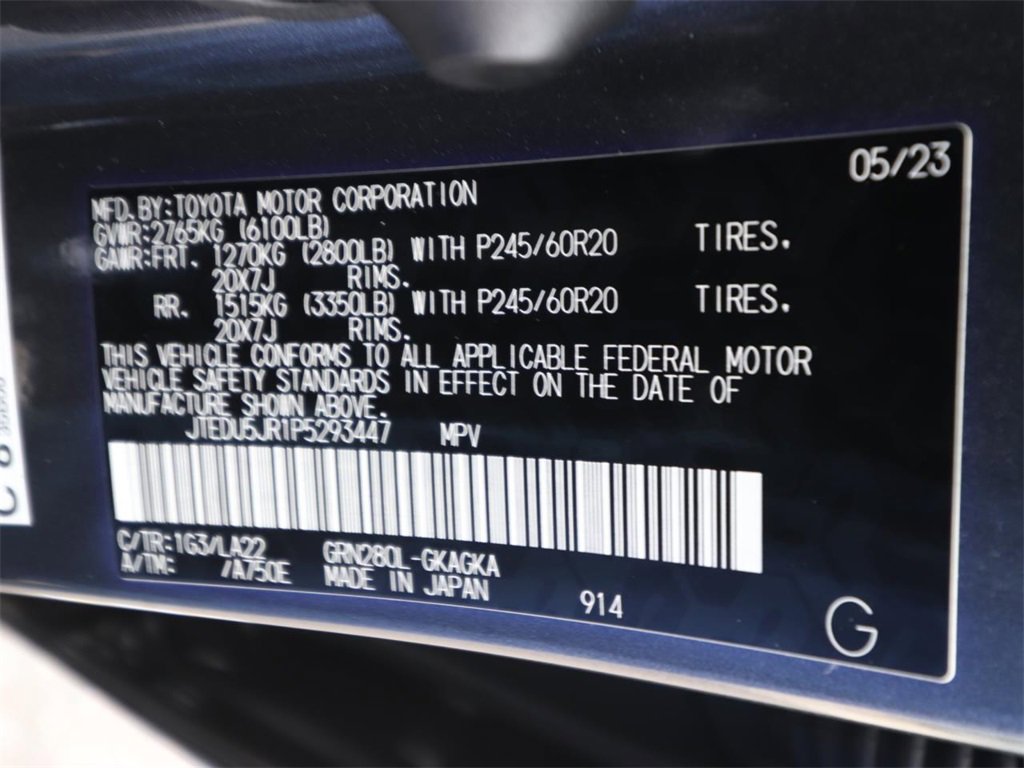 05/23
MFD.BY:TOYOTA MOTOR CORPORATION
GVWR:2765KG (6100LB)
GAWR:FRT. 1270KG (2800LB) WITH P245/60R20 TIRES.
20X7J RIMS.
RR. 1515KG (3350LB) WITH P245/60R20 TIRES.
20X7J RIMS.
THIS VEHICLE CONFORMS TO ALL APPLICABLE FEDERAL MOTOR
VEHICLE SAFETY STANDARDS IN EFFECT ON THE DATE OF
MANUFACTURE SHOWN ABOVE.
JTEDU5JR1P5293447 MPV
C/TR:1G3/LA22 GRN280L-GKAGKA
A/TM: /A750E MADE IN JAPAN
914
G